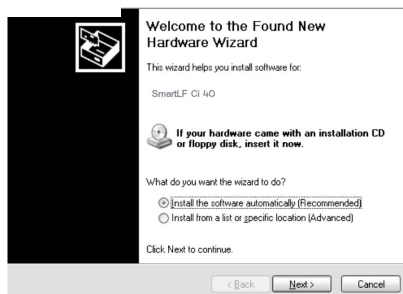 Welcome to the Found New
Hardware Wizard
This wizard helps you install software for:
SmartLF Ci 40
If your hardware came with an installation CD
or floppy disk, insert it now.
What do you want the wizard to do?
Install the software automatically (Recommended)
Install from a list or specific location (Advanced)
Click Next to continue.
< Back Next > Cancel